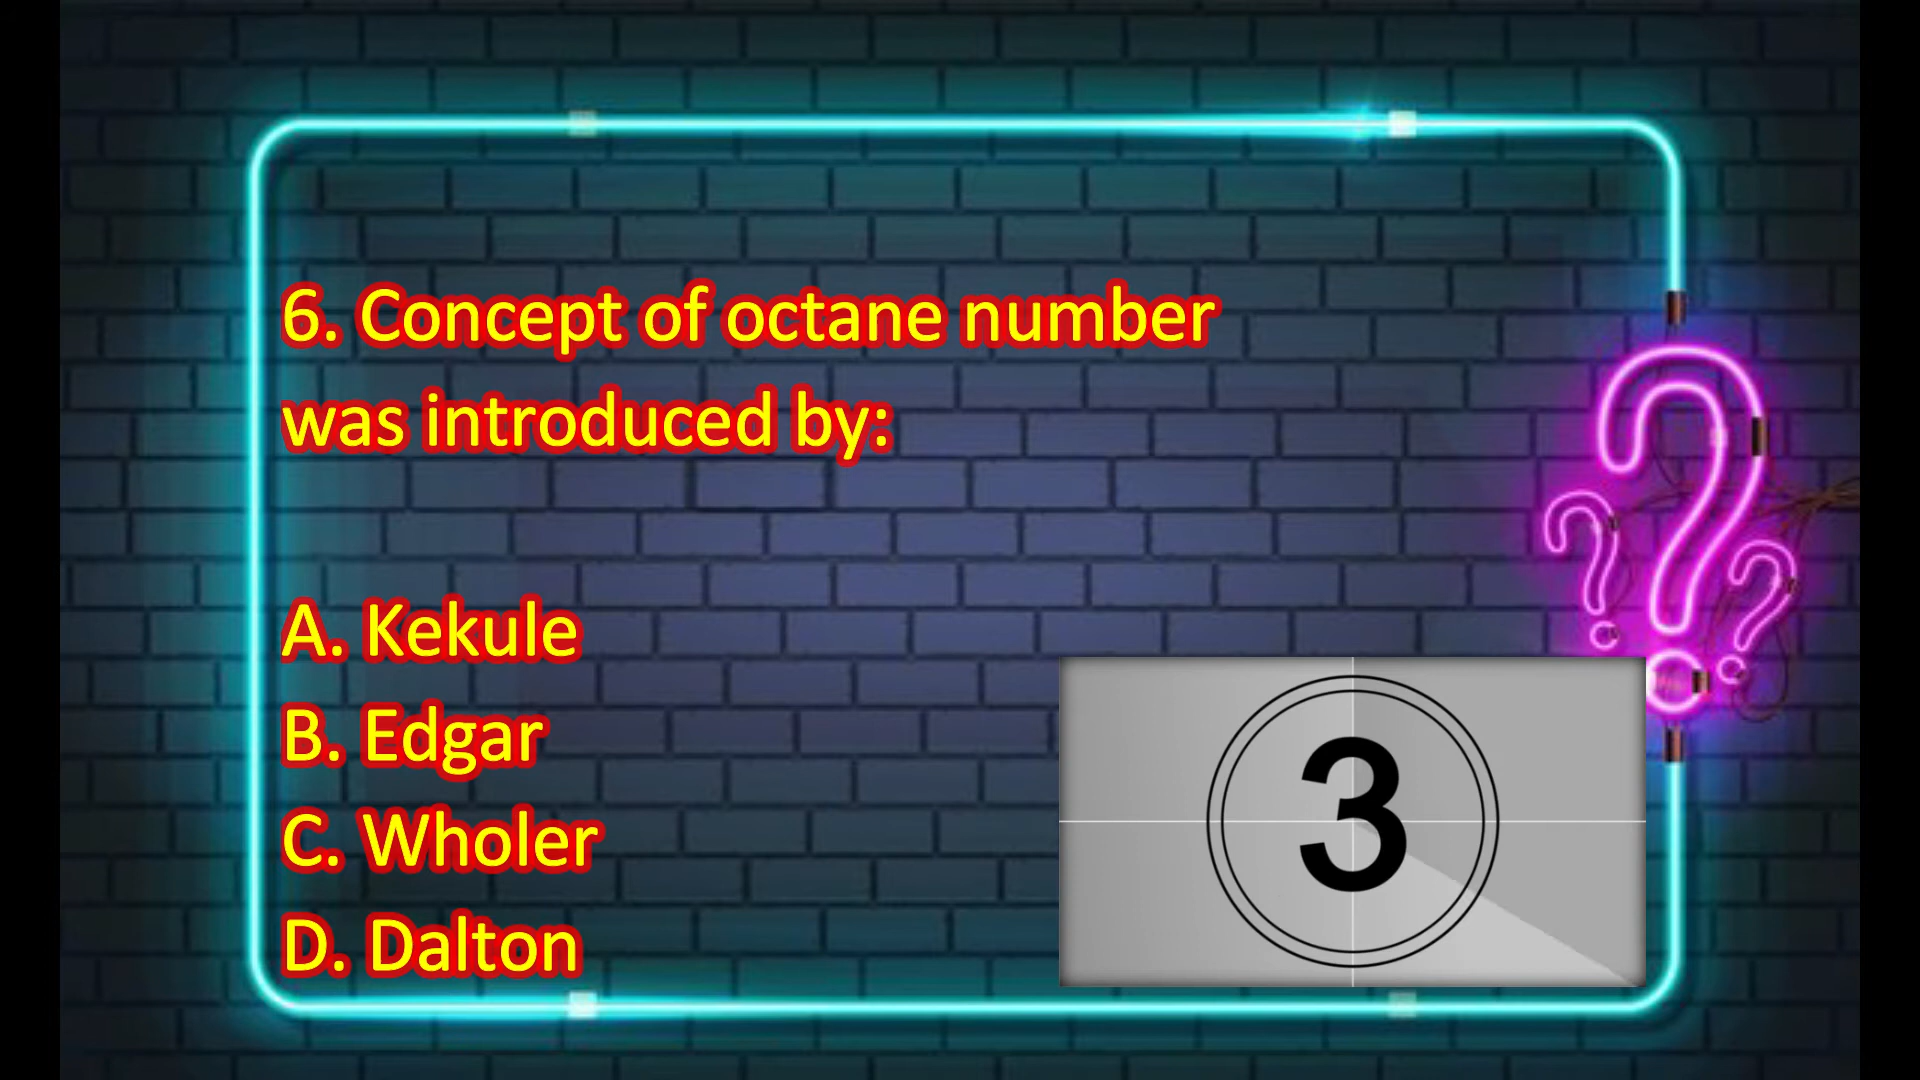 6. Concept of octane number
was introduced by:
A. Kekule
B. Edgar
C. Wholer
D. Dalton
3